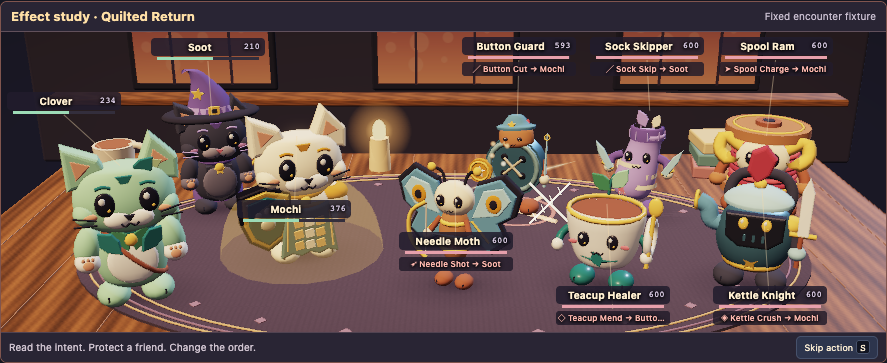 Effect study · Quilted Return
Fixed encounter fixture
Soot 210
Button Guard 593
Button Cut → Mochi
Sock Skipper 600
Sock Skip → Soot
Spool Ram 600
Spool Charge → Mochi
Clover 234
Mochi 376
Needle Moth 600
Needle Shot → Soot
Teacup Healer 600
Teacup Mend → Butto...
Kettle Knight 600
Kettle Crush → Mochi
Read the intent. Protect a friend. Change the order.
Skip action S